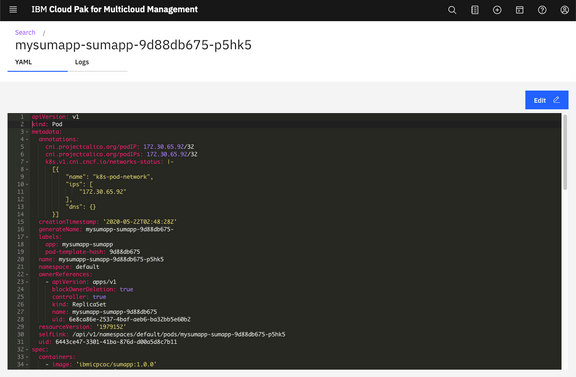 IBM Cloud Pak for Multicloud Management
Search /
mysumapp-sumapp-9d88db675-p5hk5
YAML Logs
Edit
1 apiVersion: v1
2 kind: Pod
3 metadata:
4 annotations:
5 cni.projectcalico.org/podIP: 172.30.65.92/32
6 cni.projectcalico.org/podIPs: 172.30.65.92/32
7 k8s.v1.cni.cncf.io/networks-status: |-
8 [{
9 "name": "k8s-pod-network",
10 "ips": [
11 "172.30.65.92"
12 ],
13 "dns": {}
14 }]
15 creationTimestamp: '2020-05-22T02:48:28Z'
16 generateName: mysumapp-sumapp-9d88db675-
17 labels:
18 app: mysumapp-sumapp
19 pod-template-hash: 9d88db675
20 name: mysumapp-sumapp-9d88db675-p5hk5
21 namespace: default
22 ownerReferences:
23 - apiVersion: apps/v1
24 blockOwnerDeletion: true
25 controller: true
26 kind: ReplicaSet
27 name: mysumapp-sumapp-9d88db675
28 uid: 6e8ca86e-2537-4baf-aeb6-ba32bb5e60b2
29 resourceVersion: '1979152'
30 selfLink: /api/v1/namespaces/default/pods/mysumapp-sumapp-9d88db675-p5hk5
31 uid: 6443ce47-3301-41ba-876d-d00a5d8c7b11
32 spec:
33 containers:
34 - image: 'ibmicpcoc/sumapp:1.0.0'